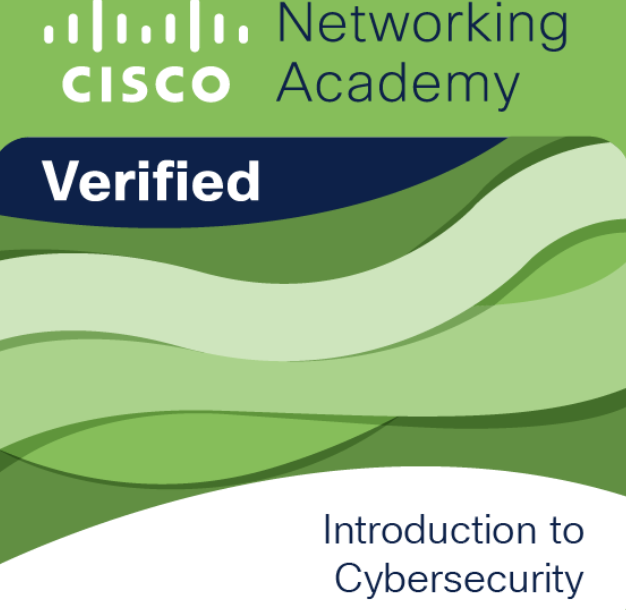 Networking
CISCO Academy
Verified
Introduction to
Cybersecurity